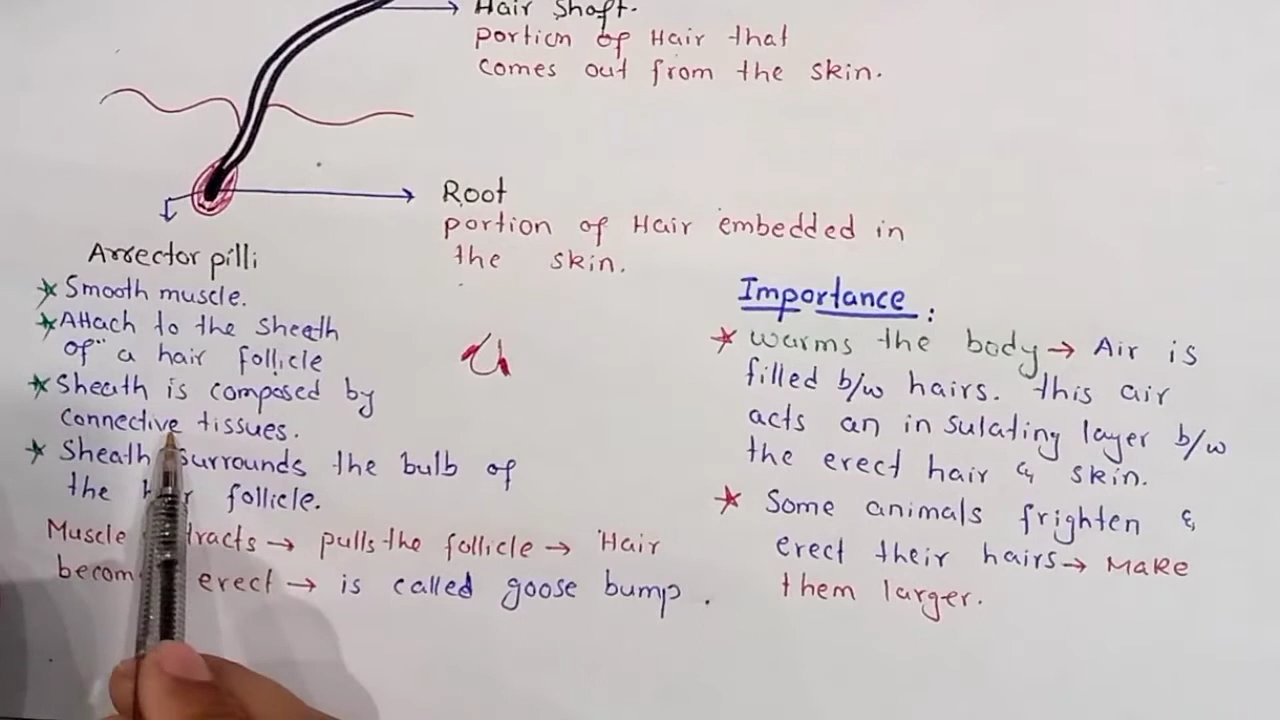 Hair Shaft.
portion of Hair that
comes out from the skin.
Root
portion of Hair embedded in
the skin.
Arrector pilli
Smooth muscle.
Attach to the sheath
of" a hair follicle
Sheath is composed by
connective tissues.
Sheath surrounds the bulb of
the follicle.
Muscle → pulls the follicle → Hair
erect → is called goose bump.
Importance:
warms the body → Air is
filled b/w hairs. This air
acts an insulating layer b/w
the erect hair & skin.
Some animals frighten &
erect their hairs → Make
them larger.